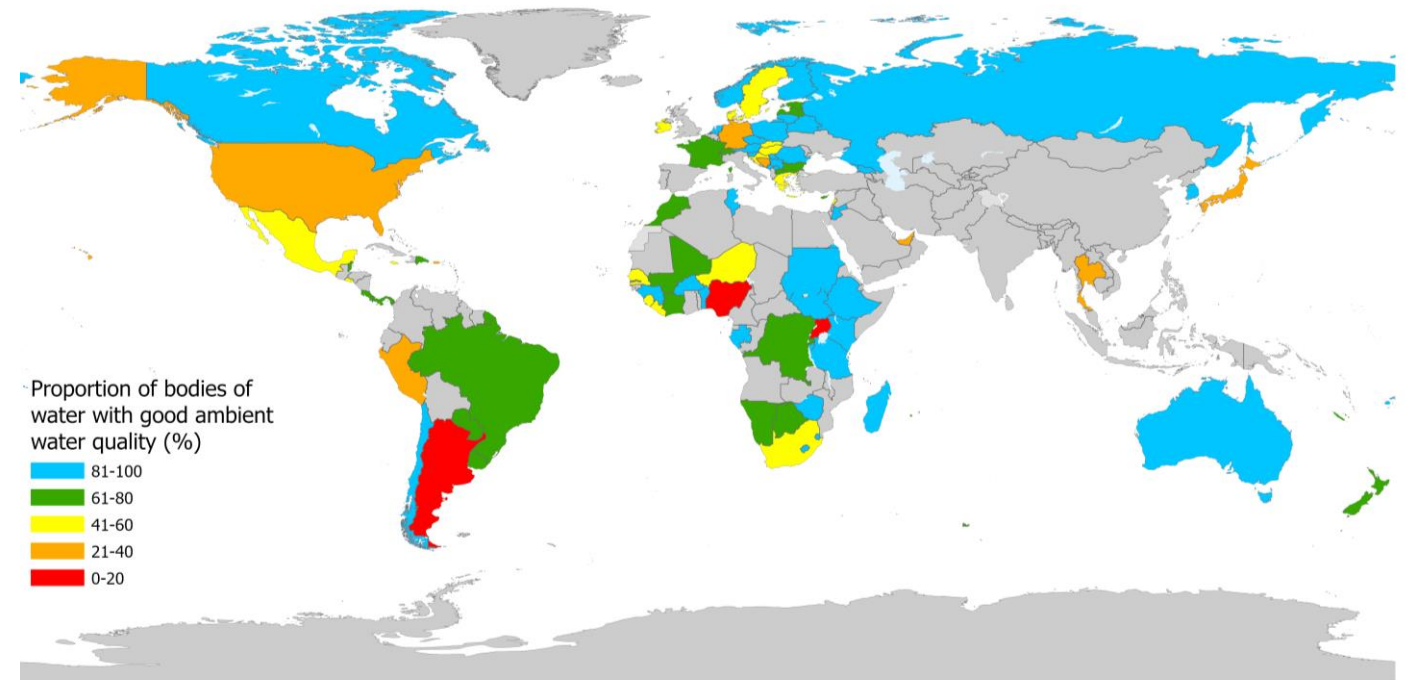 Proportion of bodies of
water with good ambient
water quality (%)
81-100
61-80
41-60
21-40
0-20